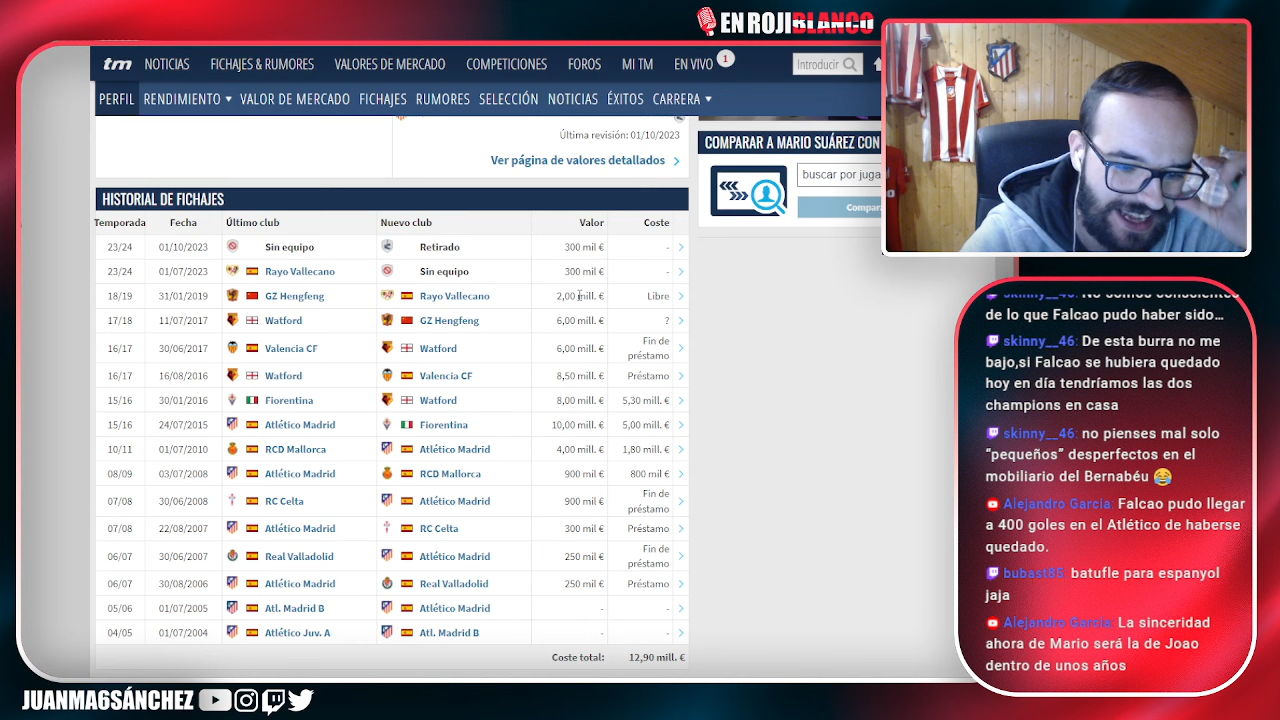 EN ROJIBLANCO
tm NOTICIAS FICHAJES & RUMORES VALORES DE MERCADO COMPETICIONES FOROS MI TM EN VIVO 1 Introducir
PERFIL RENDIMIENTO VALOR DE MERCADO FICHAJES RUMORES SELECCIÓN NOTICIAS ÉXITOS CARRERA
Última revisión: 01/10/2023
Ver página de valores detallados
COMPARAR A MARIO SUÁREZ CON
buscar por juga
Compara
HISTORIAL DE FICHAJES
Temporada Fecha Último club Nuevo club Valor Coste
23/24 01/10/2023 Sin equipo Retirado 300 mil € -
23/24 01/07/2023 Rayo Vallecano Sin equipo 300 mil € -
18/19 31/01/2019 GZ Hengfeng Rayo Vallecano 2,00 mill. € Libre
17/18 11/07/2017 Watford GZ Hengfeng 6,00 mill. € ?
16/17 30/06/2017 Valencia CF Watford 6,00 mill. € Fin de
préstamo
16/17 16/08/2016 Watford Valencia CF 8,50 mill. € Préstamo
15/16 30/01/2016 Fiorentina Watford 8,00 mill. € 5,30 mill. €
15/16 24/07/2015 Atlético Madrid Fiorentina 10,00 mill. € 5,00 mill. €
10/11 01/07/2010 RCD Mallorca Atlético Madrid 4,00 mill. € 1,80 mill. €
08/09 03/07/2008 Atlético Madrid RCD Mallorca 900 mil € 800 mil €
07/08 30/06/2008 RC Celta Atlético Madrid 900 mil € Fin de
préstamo
07/08 22/08/2007 Atlético Madrid RC Celta 300 mil € Préstamo
06/07 30/06/2007 Real Valladolid Atlético Madrid 250 mil € Fin de
préstamo
06/07 30/08/2006 Atlético Madrid Real Valladolid 250 mil € Préstamo
05/06 01/07/2005 Atl. Madrid B Atlético Madrid - -
04/05 01/07/2004 Atlético Juv. A Atl. Madrid B - -
Coste total: 12,90 mill. €
skinny__46: No somos conscientes
de lo que Falcao pudo haber sido…
skinny__46: De esta burra no me
bajo,si Falcao se hubiera quedado
hoy en día tendríamos las dos
champions en casa
skinny__46: no pienses mal solo
“pequeños” desperfectos en el
mobiliario del Bernabéu 😂
Alejandro García: Falcao pudo llegar
a 400 goles en el Atlético de haberse
quedado.
bubast85: batufle para espanyol
jaja
Alejandro García: La sinceridad
ahora de Mario será la de Joao
dentro de unos años
JUANMA6SÁNCHEZ